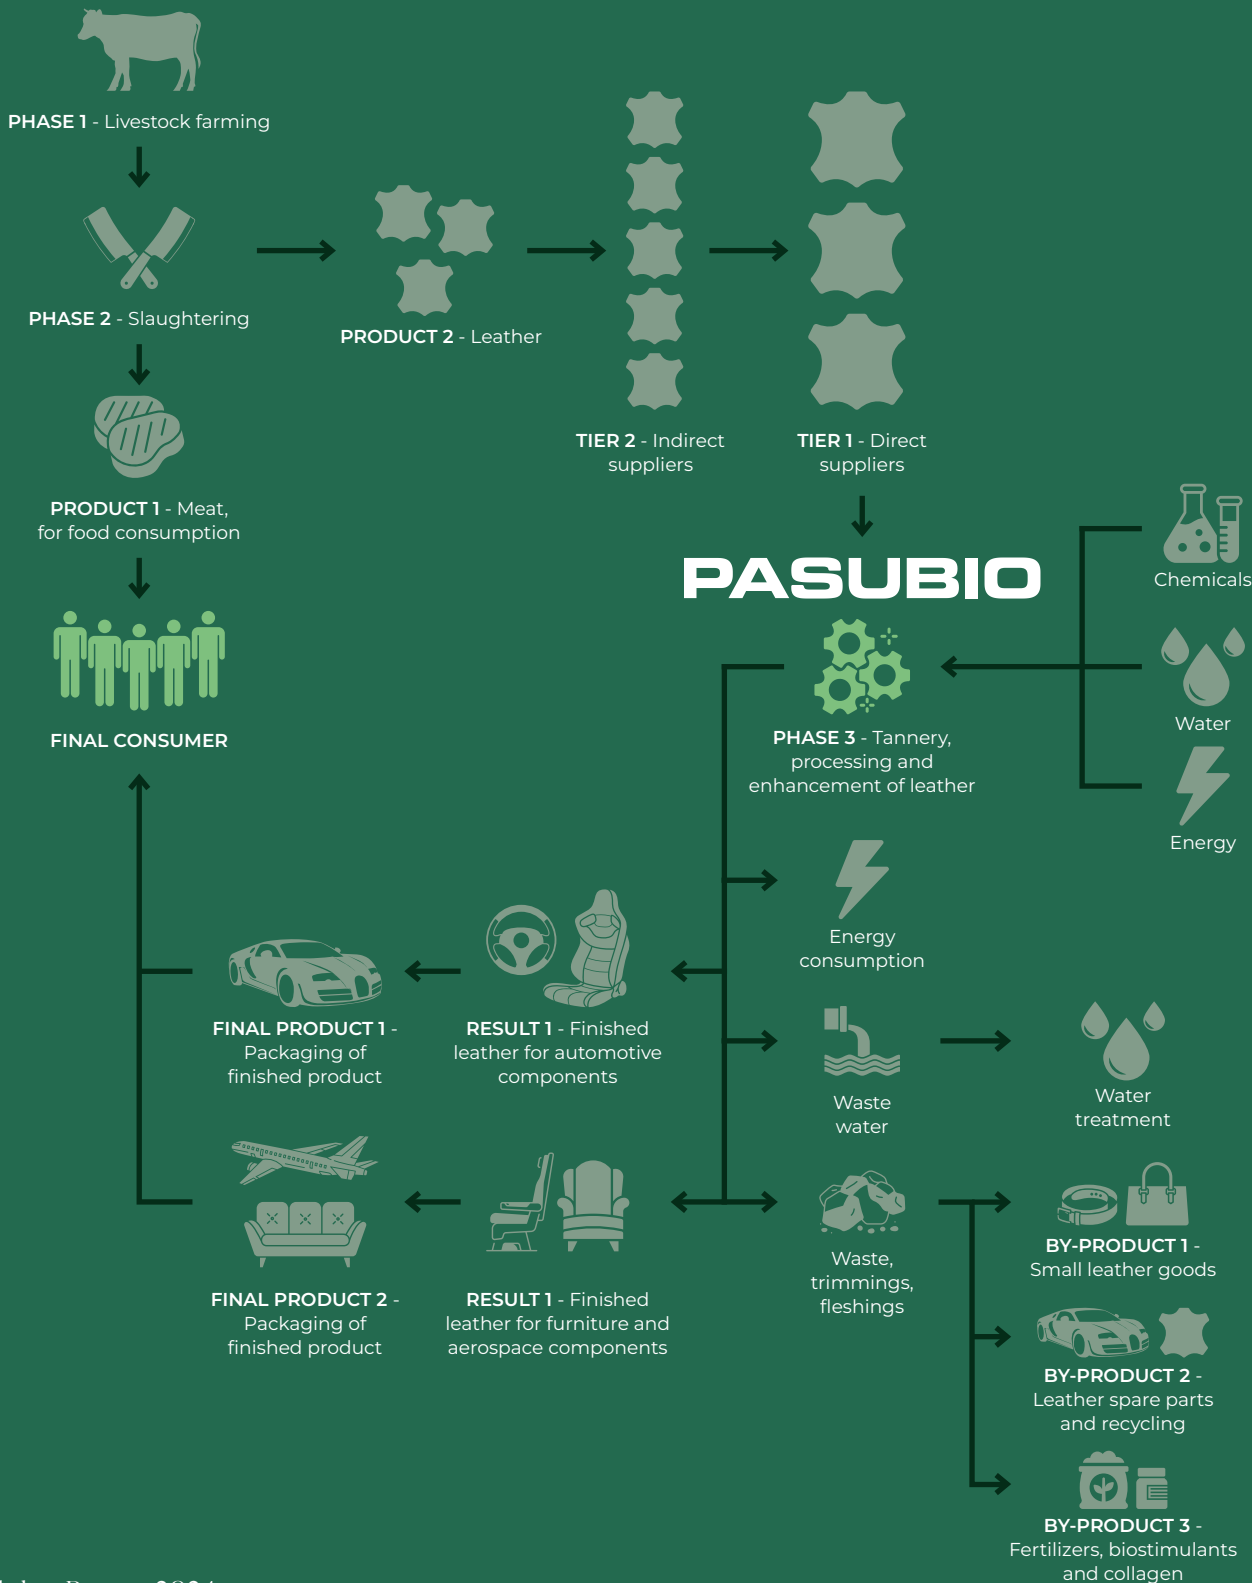 PHASE 1 - Livestock farming
PHASE 2 - Slaughtering
PRODUCT 2 - Leather
TIER 2 - Indirect
suppliers
TIER 1 - Direct
suppliers
PRODUCT 1 - Meat,
for food consumption
FINAL CONSUMER
PASUBIO
Chemicals
Water
Energy
PHASE 3 - Tannery,
processing and
enhancement of leather
Energy
consumption
FINAL PRODUCT 1 -
Packaging of
finished product
RESULT 1 - Finished
leather for automotive
components
Waste
water
Water
treatment
FINAL PRODUCT 2 -
Packaging of
finished product
RESULT 1 - Finished
leather for furniture and
aerospace components
Waste,
trimmings,
fleshings
BY-PRODUCT 1 -
Small leather goods
BY-PRODUCT 2 -
Leather spare parts
and recycling
BY-PRODUCT 3 -
Fertilizers, biostimulants
and collagen